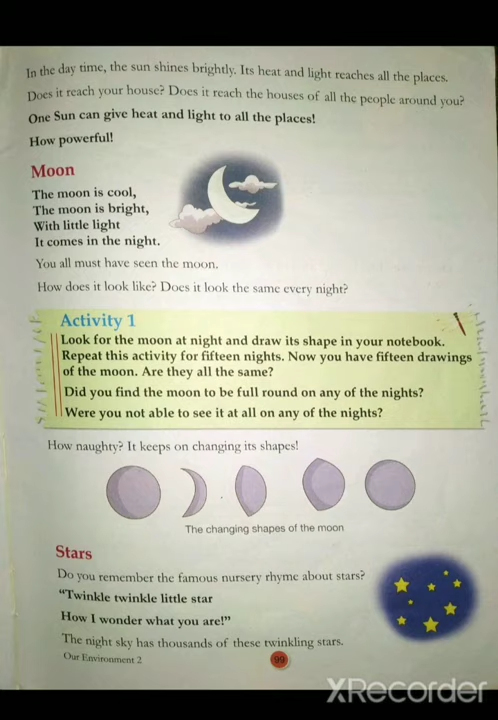 In the day time, the sun shines brightly. Its heat and light reaches all the places.
Does it reach your house? Does it reach the houses of all the people around you?
One Sun can give heat and light to all the places!
How powerful!
Moon
The moon is cool,
The moon is bright,
With little light
It comes in the night.
You all must have seen the moon.
How does it look like? Does it look the same every night?
Activity 1
Look for the moon at night and draw its shape in your notebook.
Repeat this activity for fifteen nights. Now you have fifteen drawings
of the moon. Are they all the same?
Did you find the moon to be full round on any of the nights?
Were you not able to see it at all on any of the nights?
How naughty? It keeps on changing its shapes!
The changing shapes of the moon
Stars
Do you remember the famous nursery rhyme about stars?
“Twinkle twinkle little star
How I wonder what you are!”
The night sky has thousands of these twinkling stars.
Our Environment 2
99
XRecorder